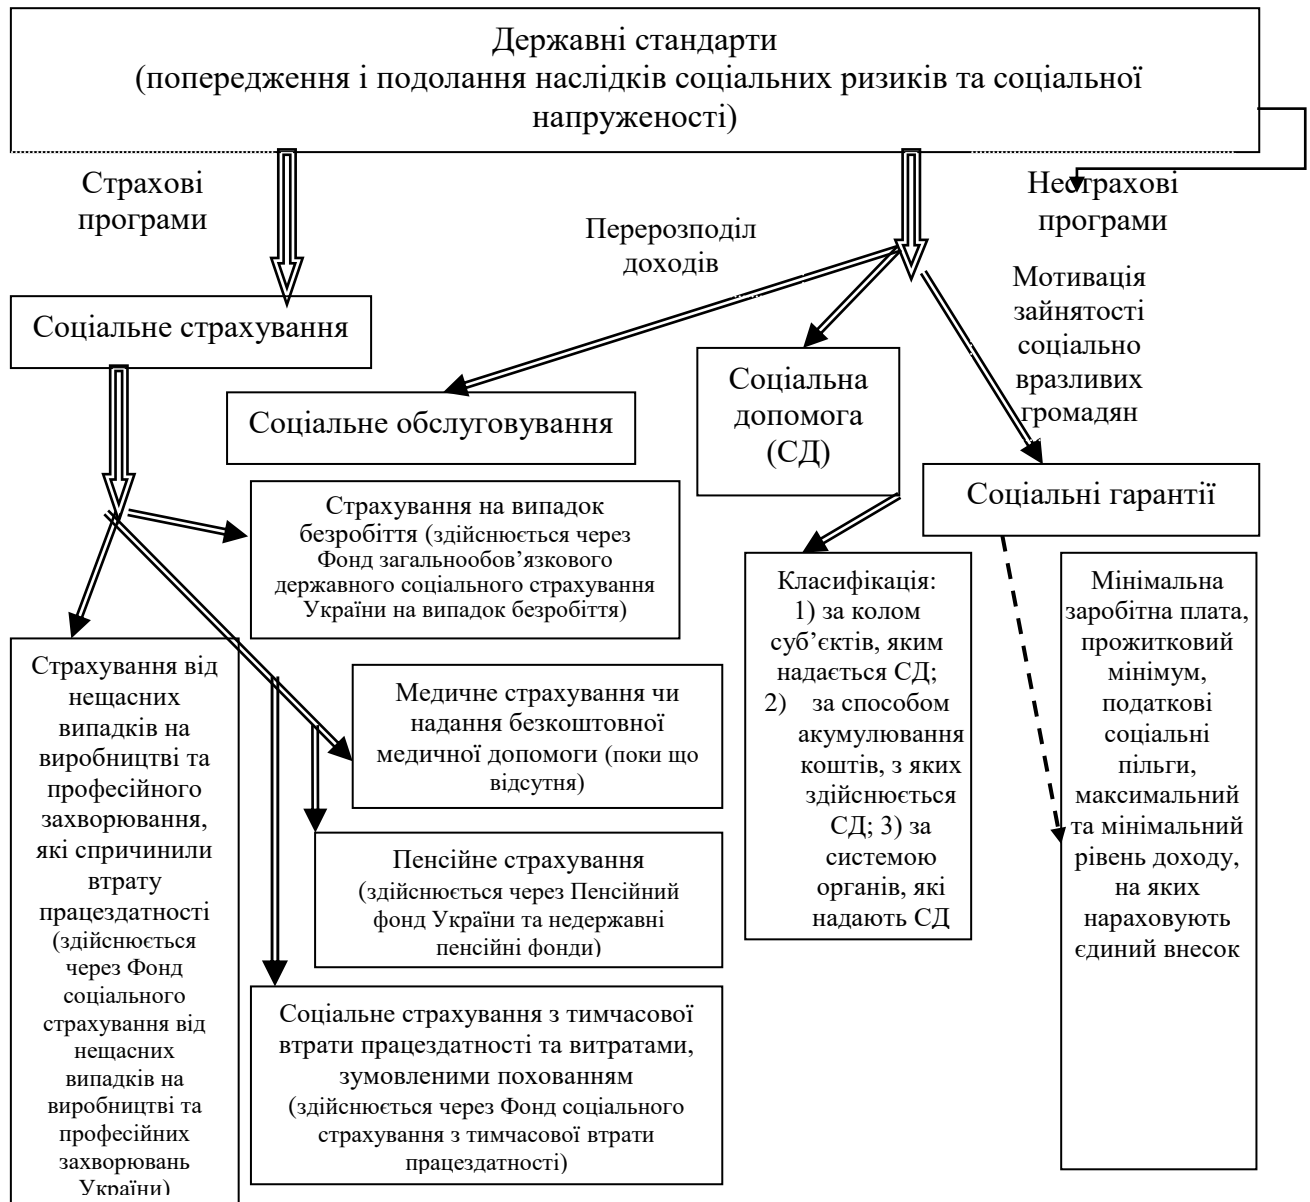 Державні стандарти
(попередження і подолання наслідків соціальних ризиків та соціальної
напруженості)
Страхові
програми
Нестрахові
програми
Перерозподіл
доходів
Мотивація
зайнятості
соціально
вразливих
громадян
Соціальне страхування
Соціальна
допомога
(СД)
Соціальне обслуговування
Соціальні гарантії
Страхування на випадок
безробіття (здійснюється через
Фонд загальнообов’язкового
державного соціального страхування
України на випадок безробіття)
Класифікація:
1) за колом
суб’єктів, яким
надається СД;
2) за способом
акумулювання
коштів, з яких
здійснюється
СД; 3) за
системою
органів, які
надають СД
Мінімальна
заробітна плата,
прожитковий
мінімум,
податкові
соціальні
пільги,
максимальний
та мінімальний
рівень доходу,
на яких
нараховують
єдиний внесок
Страхування від
нещасних
випадків на
виробництві та
професійного
захворювання,
які спричинили
втрату
працездатності
(здійснюється
через Фонд
соціального
страхування від
нещасних
випадків на
виробництві та
професійних
захворювань
України)
Медичне страхування чи
надання безкоштовної
медичної допомоги (поки що
відсутня)
Пенсійне страхування
(здійснюється через Пенсійний
фонд України та недержавні
пенсійні фонди)
Соціальне страхування з тимчасової
втрати працездатності та витратами,
зумовленими похованням
(здійснюється через Фонд соціального
страхування з тимчасової втрати
працездатності)